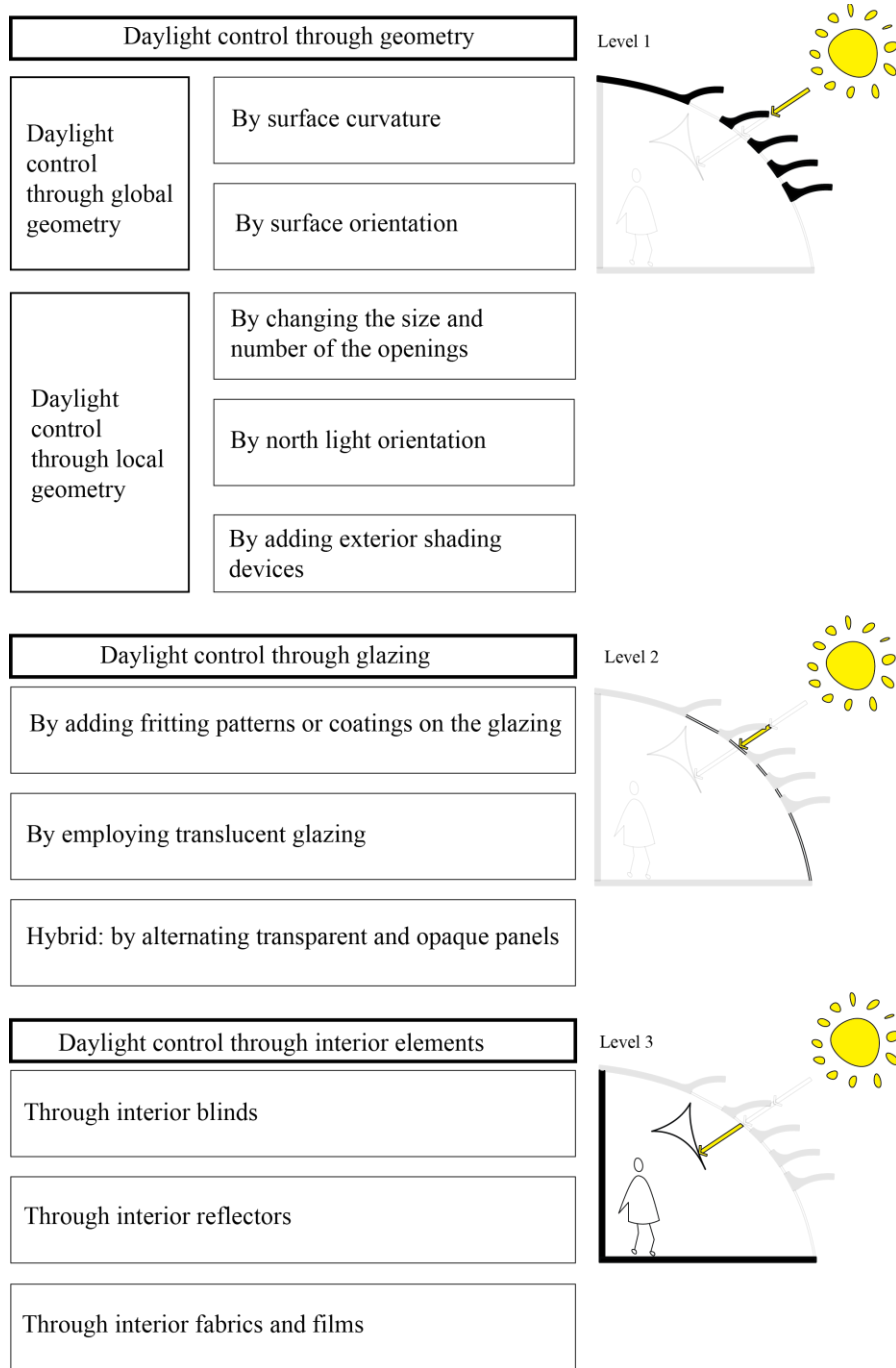 Daylight control through geometry
Level 1
Daylight
control
through global
geometry
By surface curvature
By surface orientation
Daylight
control
through local
geometry
By changing the size and
number of the openings
By north light orientation
By adding exterior shading
devices
Daylight control through glazing
Level 2
By adding fritting patterns or coatings on the glazing
By employing translucent glazing
Hybrid: by alternating transparent and opaque panels
Daylight control through interior elements
Level 3
Through interior blinds
Through interior reflectors
Through interior fabrics and films